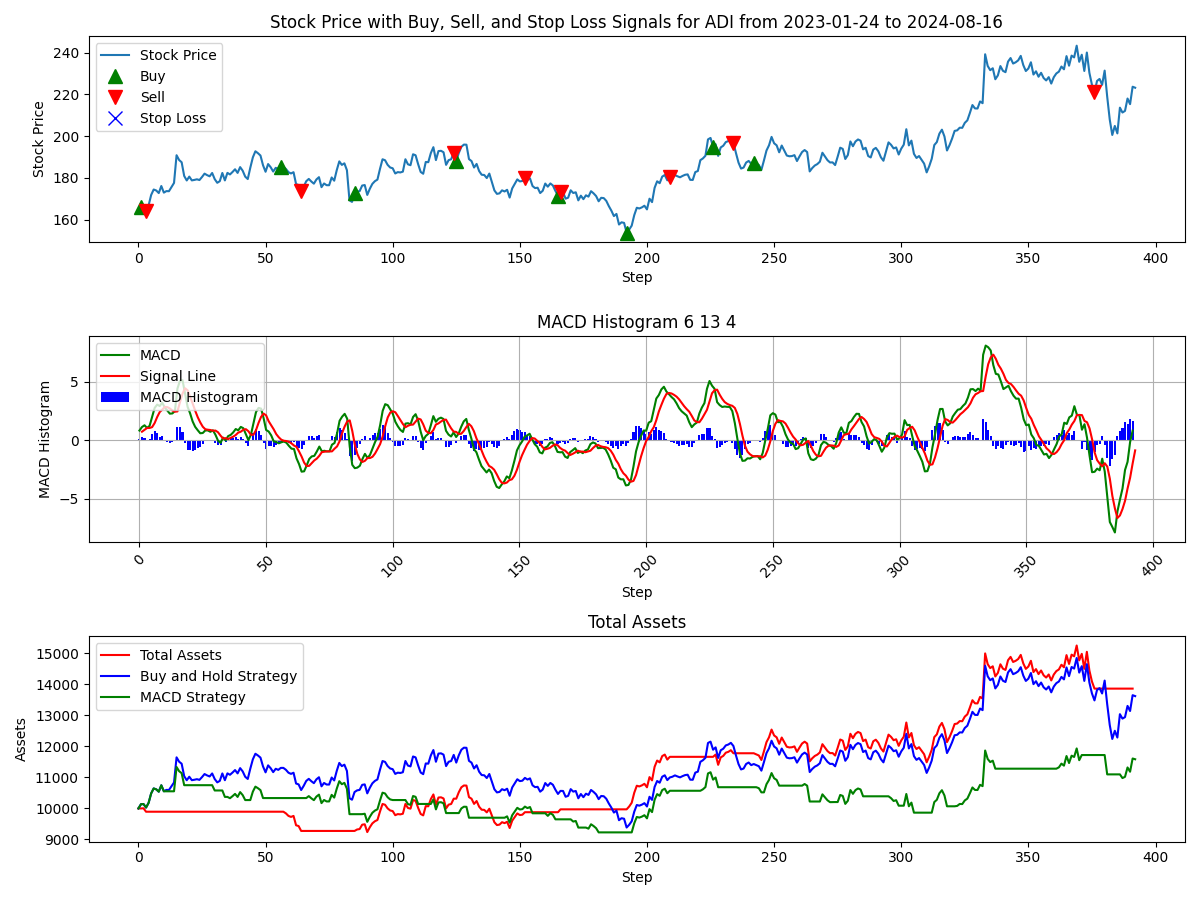 Stock Price with Buy, Sell, and Stop Loss Signals for ADI from 2023-01-24 to 2024-08-16
Stock Price
240
220
200
180
160
Stock Price
Buy
Sell
Stop Loss
0 50 100 150 200 250 300 350 400
Step
MACD Histogram 6 13 4
MACD Histogram
5
0
−5
MACD
Signal Line
MACD Histogram
0 50 100 150 200 250 300 350 400
Step
Total Assets
Assets
15000
14000
13000
12000
11000
10000
9000
Total Assets
Buy and Hold Strategy
MACD Strategy
0 50 100 150 200 250 300 350 400
Step